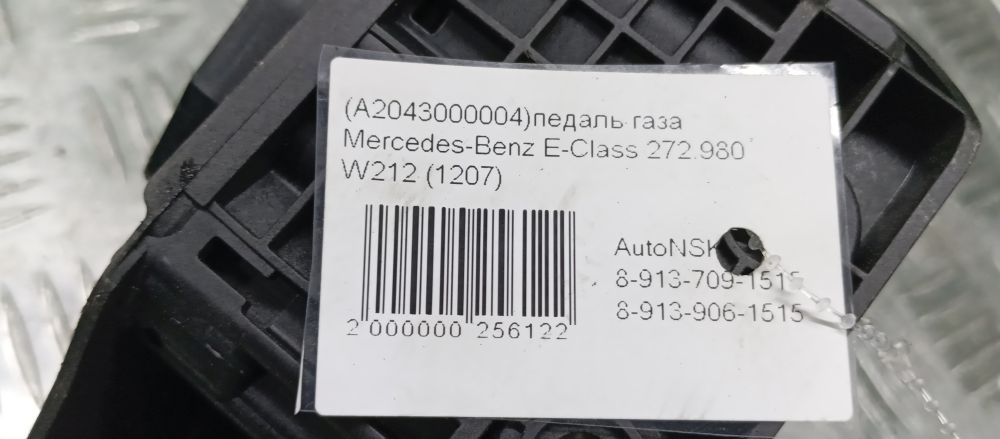 (A2043000004)педаль газа
Mercedes-Benz E-Class 272.980
W212 (1207)
AutoNSK
8-913-709-1515
8-913-906-1515
2 000000 256122